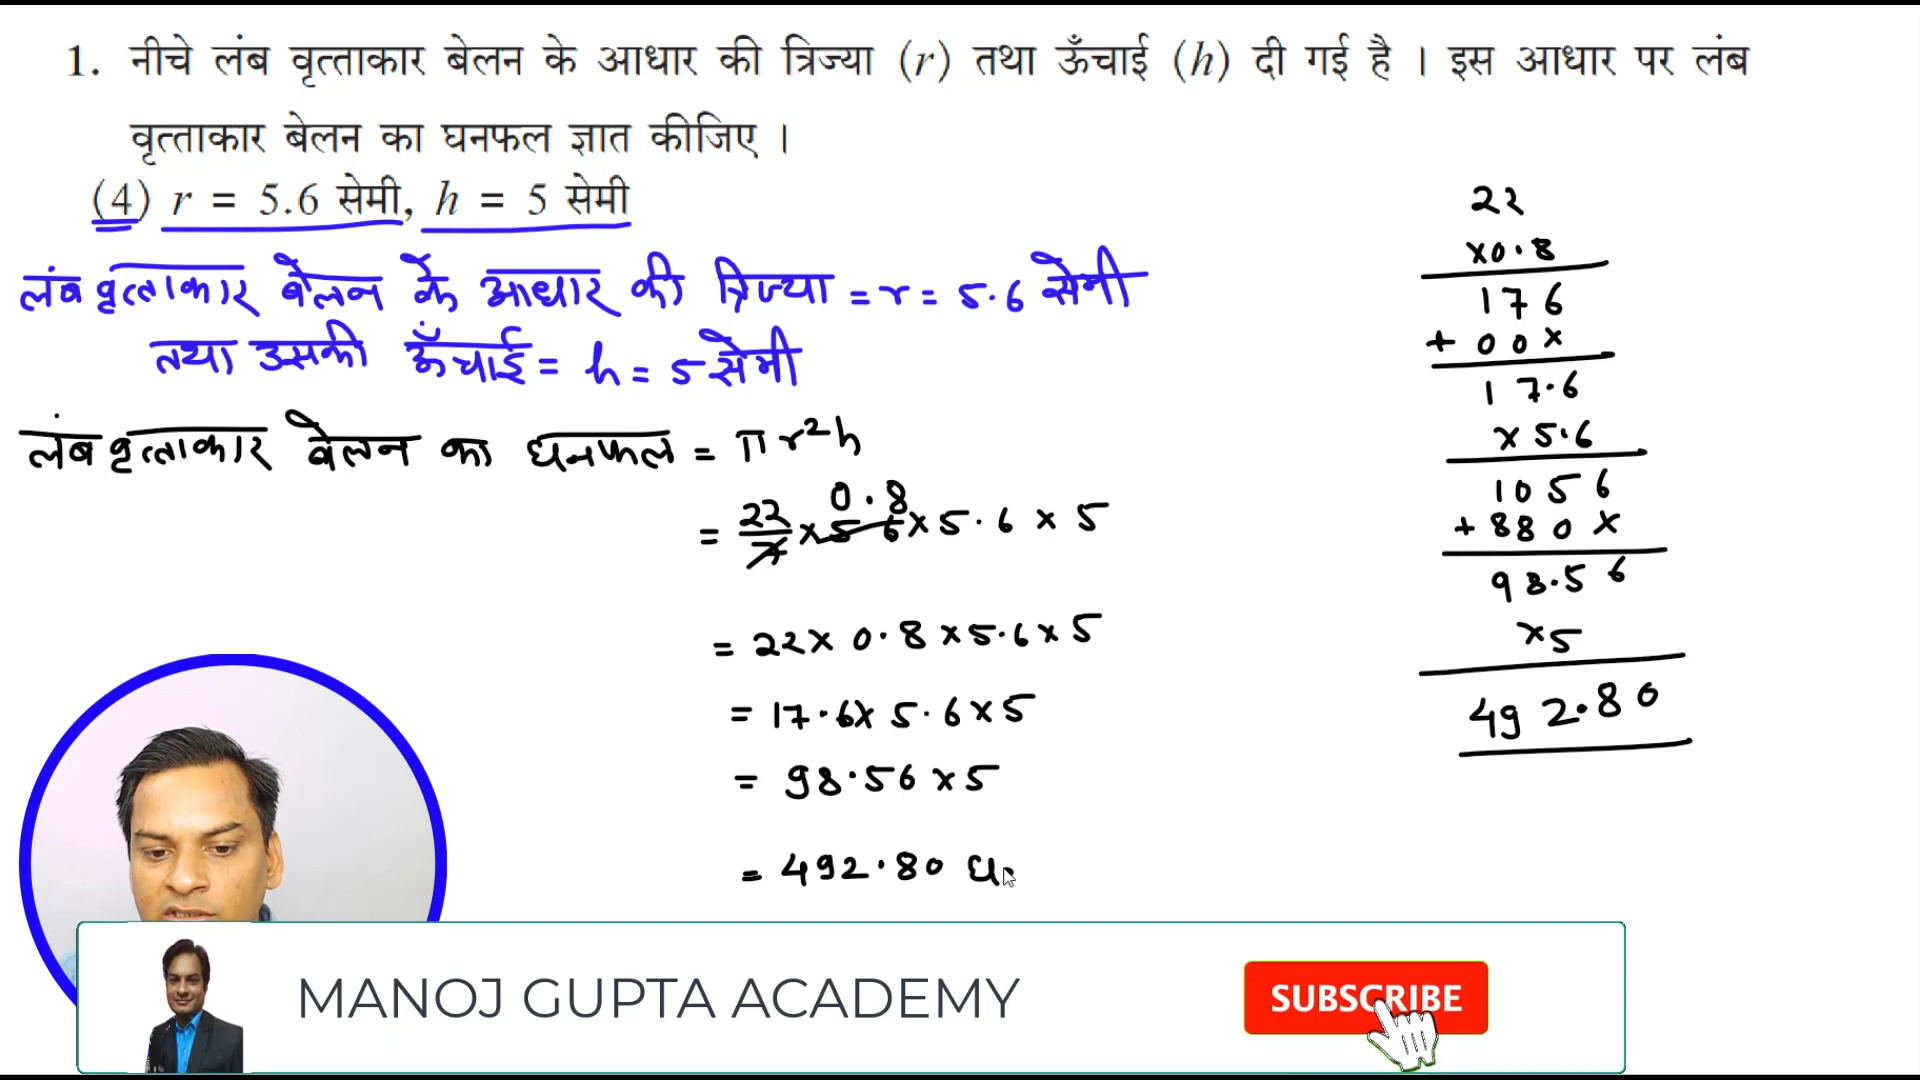 1. नीचे लंब वृत्ताकार बेलन के आधार की त्रिज्या (r) तथा ऊँचाई (h) दी गई है । इस आधार पर लंब
वृत्ताकार बेलन का घनफल ज्ञात कीजिए ।
(4) r = 5.6 सेमी, h = 5 सेमी
लंब वृत्ताकार बेलन के आधार की त्रिज्या = r = 5.6 सेमी
तथा उसकी ऊँचाई = h = 5 सेमी
लंब वृत्ताकार बेलन का घनफल = πr²h
0.8
= 22/7 × 5 6 × 5.6 × 5
= 22 × 0.8 × 5.6 × 5
= 17.6 × 5.6 × 5
= 98.56 × 5
= 492.80 घ
22
×0.8
176
+ 00×
17.6
× 5.6
1056
+ 880×
98.56
×5
492.80
MANOJ GUPTA ACADEMY
SUBSCRIBE